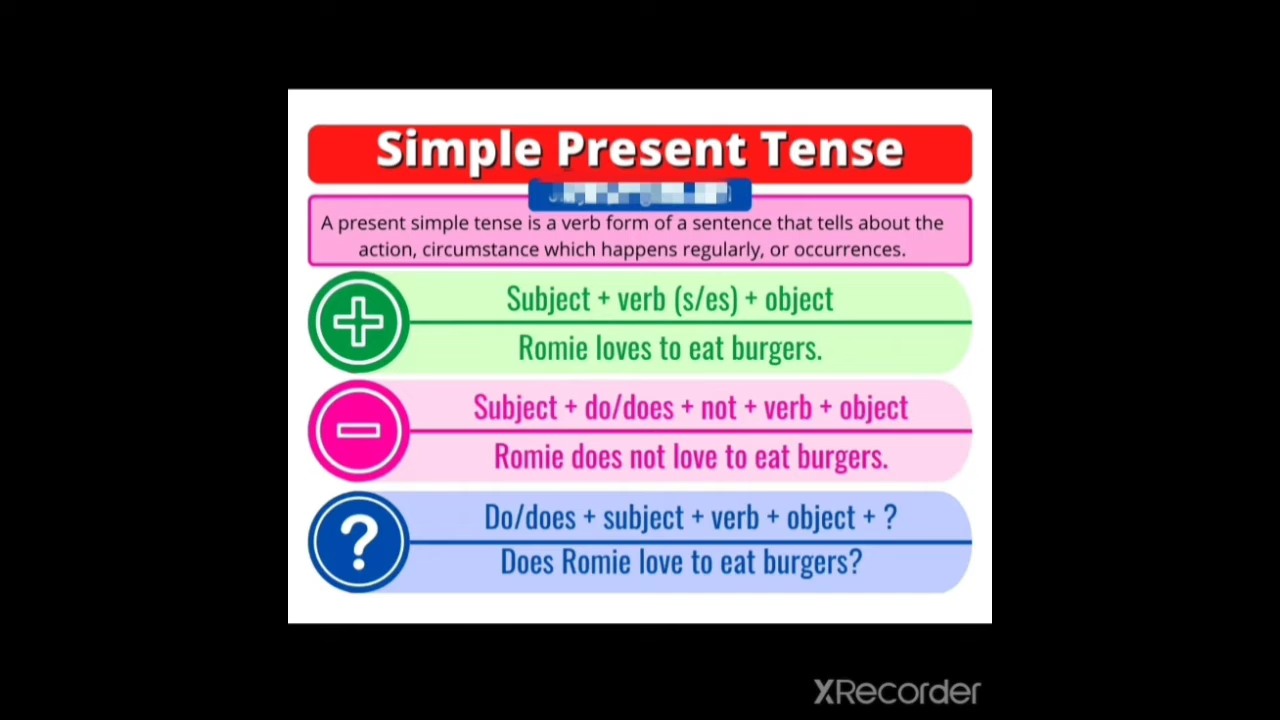 Simple Present Tense
A present simple tense is a verb form of a sentence that tells about the
action, circumstance which happens regularly, or occurrences.
Subject + verb (s/es) + object
Romie loves to eat burgers.
Subject + do/does + not + verb + object
Romie does not love to eat burgers.
Do/does + subject + verb + object + ?
Does Romie love to eat burgers?
XRecorder